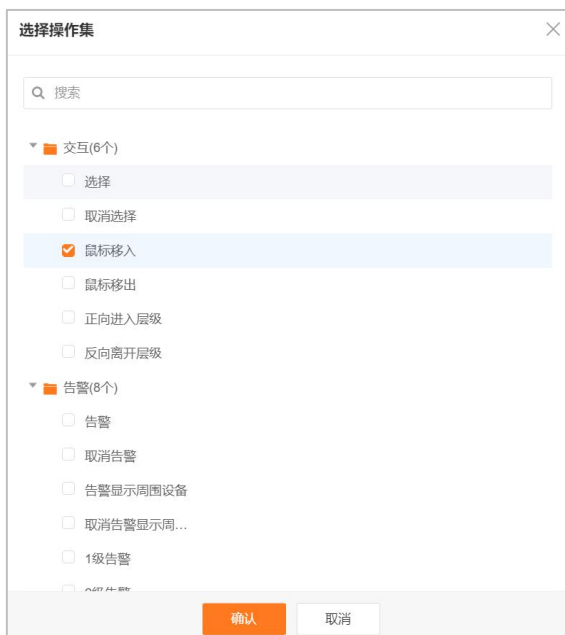 选择操作集
搜索
交互(6个)
选择
取消选择
鼠标移入
鼠标移出
正向进入层级
反向离开层级
告警(8个)
告警
取消告警
告警显示周围设备
取消告警显示周...
1级告警
确认
取消